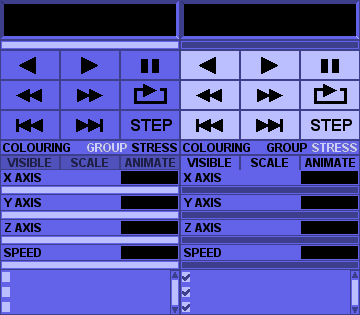 STEP STEP
COLOURING GROUP STRESS COLOURING GROUP STRESS
VISIBLE SCALE ANIMATE VISIBLE SCALE ANIMATE
X AXIS X AXIS
Y AXIS Y AXIS
Z AXIS Z AXIS
SPEED SPEED